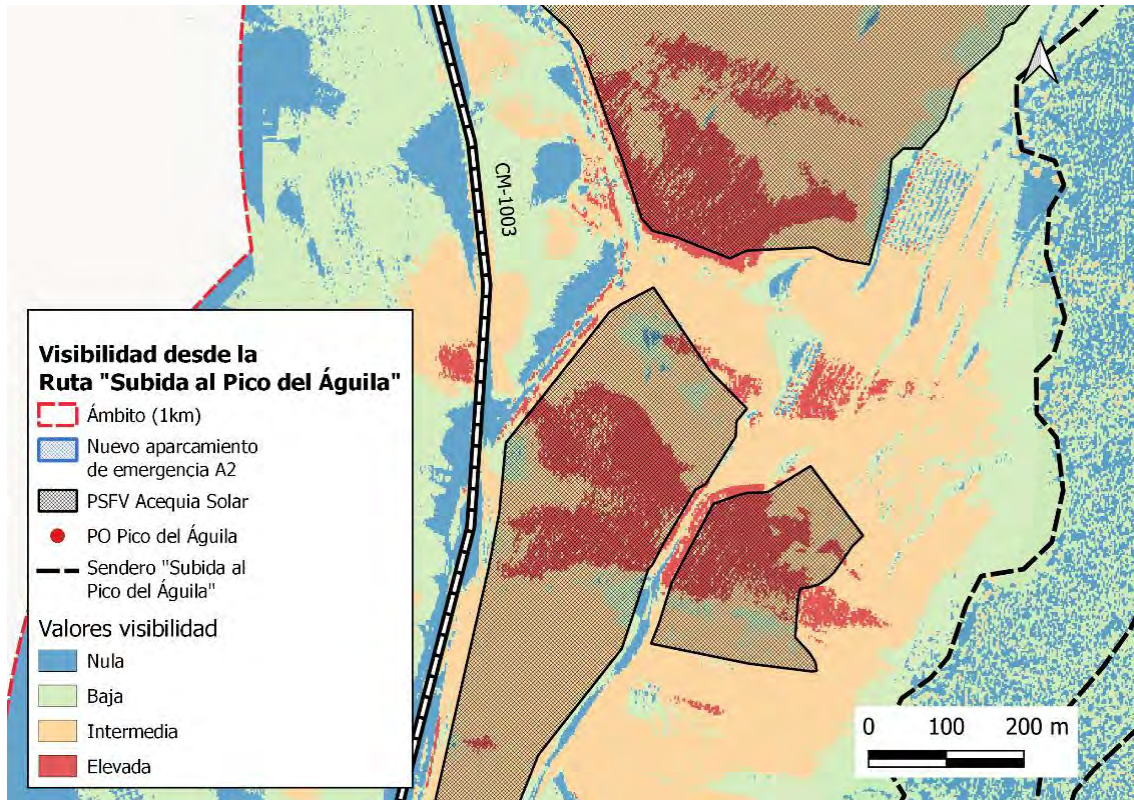 CM-1003
Visibilidad desde la
Ruta "Subida al Pico del Águila"
Ámbito (1km)
Nuevo aparcamiento
de emergencia A2
PSFV Acequia Solar
PO Pico del Águila
Sendero "Subida al
Pico del Águila"
Valores visibilidad
Nula
Baja
Intermedia
Elevada
0 100 200 m